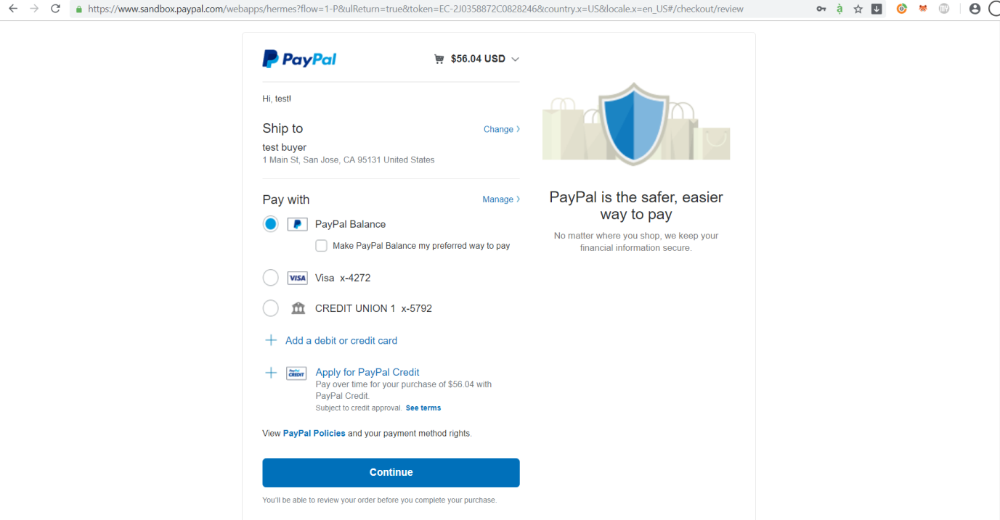 https://www.sandbox.paypal.com/webapps/hermes?flow=1-P&ulReturn=true&token=EC-2J0358872C0828246&country.x=US&locale.x=en_US#/checkout/review
PayPal
$56.04 USD
Hi, test!
Ship to
Change
test buyer
1 Main St, San Jose, CA 95131 United States
Pay with
Manage
PayPal Balance
Make PayPal Balance my preferred way to pay
VISA
Visa x-4272
CREDIT UNION 1 x-5792
Add a debit or credit card
PayPal CREDIT
Apply for PayPal Credit
Pay over time for your purchase of $56.04 with
PayPal Credit.
Subject to credit approval. See terms
View PayPal Policies and your payment method rights.
Continue
You'll be able to review your order before you complete your purchase.
PayPal is the safer, easier
way to pay
No matter where you shop, we keep your
financial information secure.